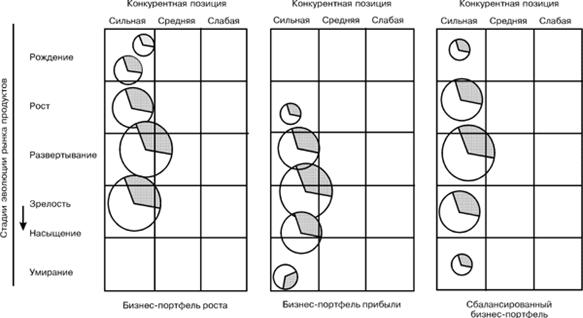 Конкурентная позиция
Конкурентная позиция
Конкурентная позиция
Сильная Средняя Слабая
Сильная Средняя Слабая
Сильная Средняя Слабая
Стадии эволюции рынка продуктов
Рождение
Рост
Развертывание
Зрелость
Насыщение
Умирание
Бизнес-портфель роста
Бизнес-портфель прибыли
Сбалансированный
бизнес-портфель